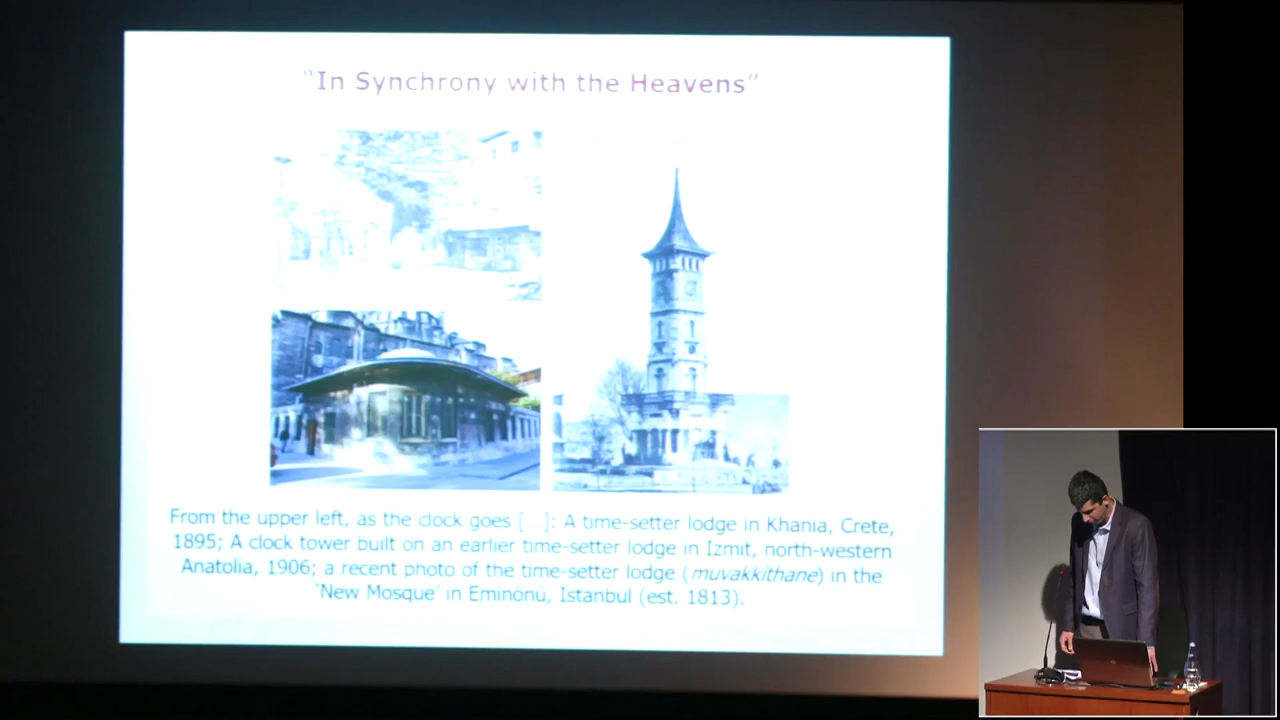 "In Synchrony with the Heavens"
From the upper left, as the clock goes [...]: A time-setter lodge in Khania, Crete,
1895; A clock tower built on an earlier time-setter lodge in Izmit, north-western
Anatolia, 1906; a recent photo of the time-setter lodge (muvakkithane) in the
'New Mosque' in Eminönü, Istanbul (est. 1813).